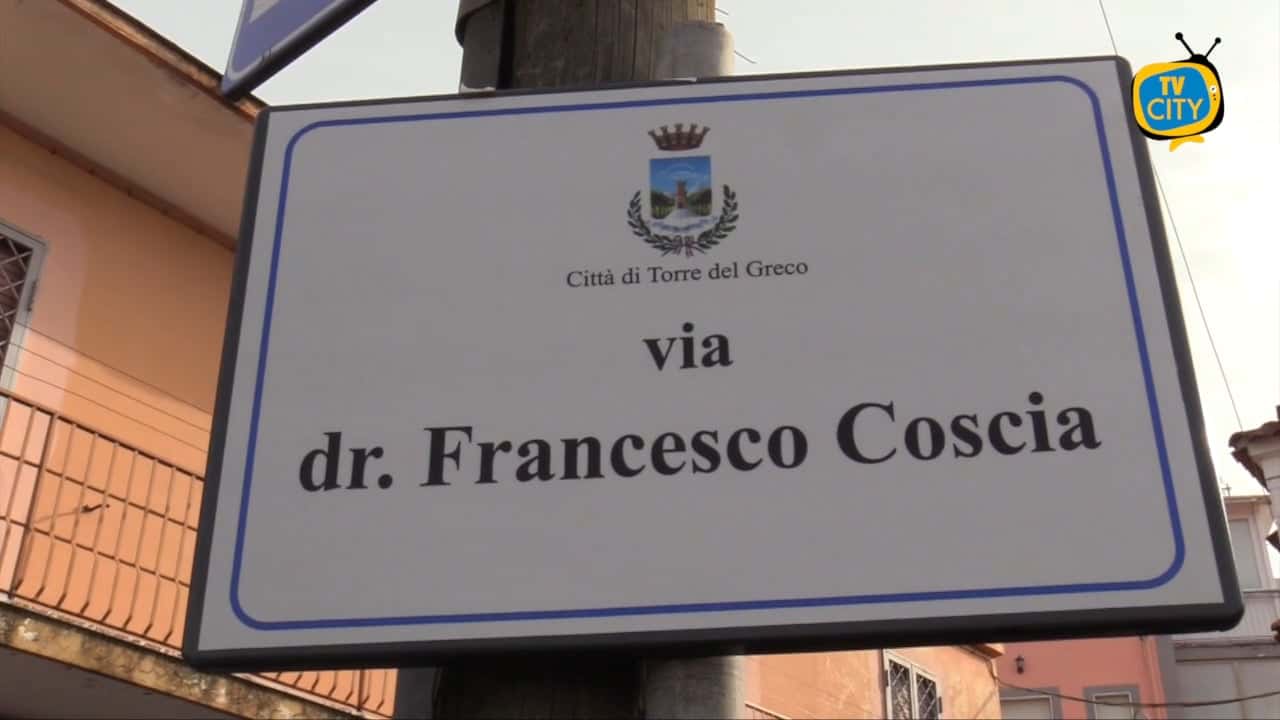 TV
CITY
Città di Torre del Greco
via
dr. Francesco Coscia